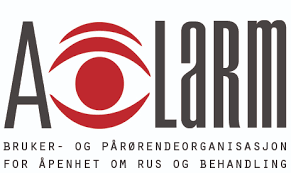 A LARM
BRUKER- OG PÅRØRENDEORGANISASJON
FOR ÅPENHET OM RUS OG BEHANDLING